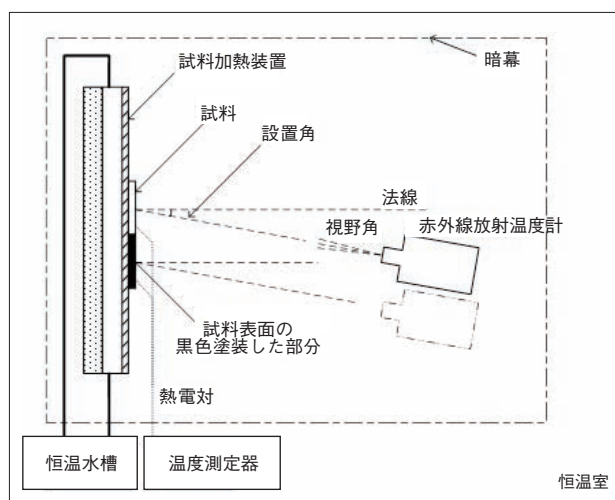 暗幕
試料加熱装置
試料
設置角
法線
視野角
赤外線放射温度計
試料表面の
黒色塗装した部分
熱電対
恒温水槽
温度測定器
恒温室